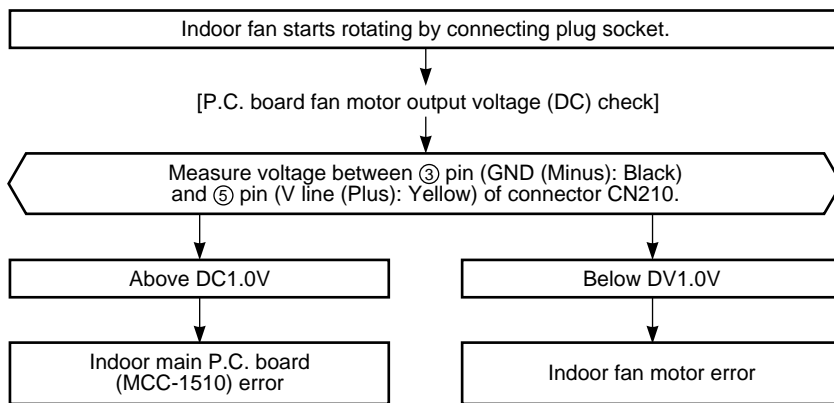 Indoor fan starts rotating by connecting plug socket.
[P.C. board fan motor output voltage (DC) check]
Measure voltage between ③ pin (GND (Minus): Black)
and ⑤ pin (V line (Plus): Yellow) of connector CN210.
Above DC1.0V
Below DV1.0V
Indoor main P.C. board
(MCC-1510) error
Indoor fan motor error